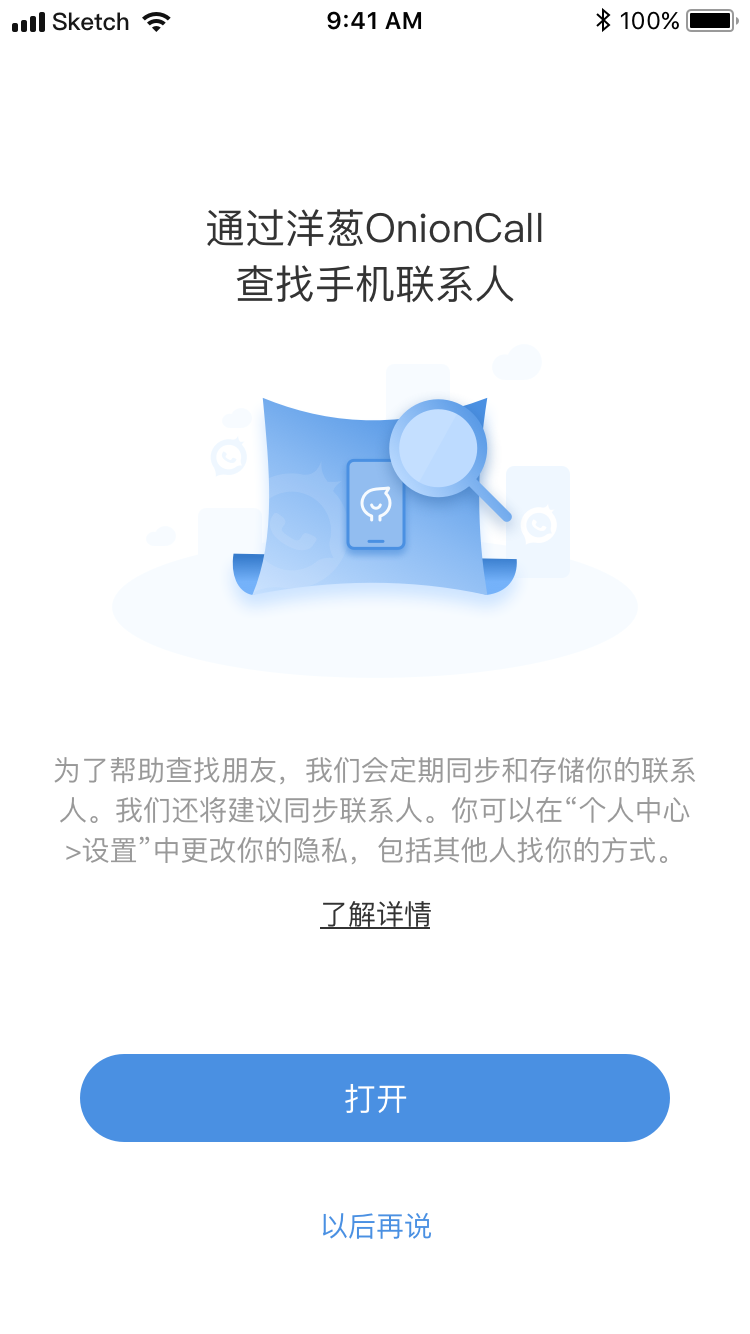 Sketch 9:41 AM 100%
通过洋葱OnionCall
查找手机联系人
为了帮助查找朋友，我们会定期同步和存储你的联系
人。我们还将建议同步联系人。你可以在“个人中心
>设置”中更改你的隐私，包括其他人找你的方式。
了解详情
打开
以后再说